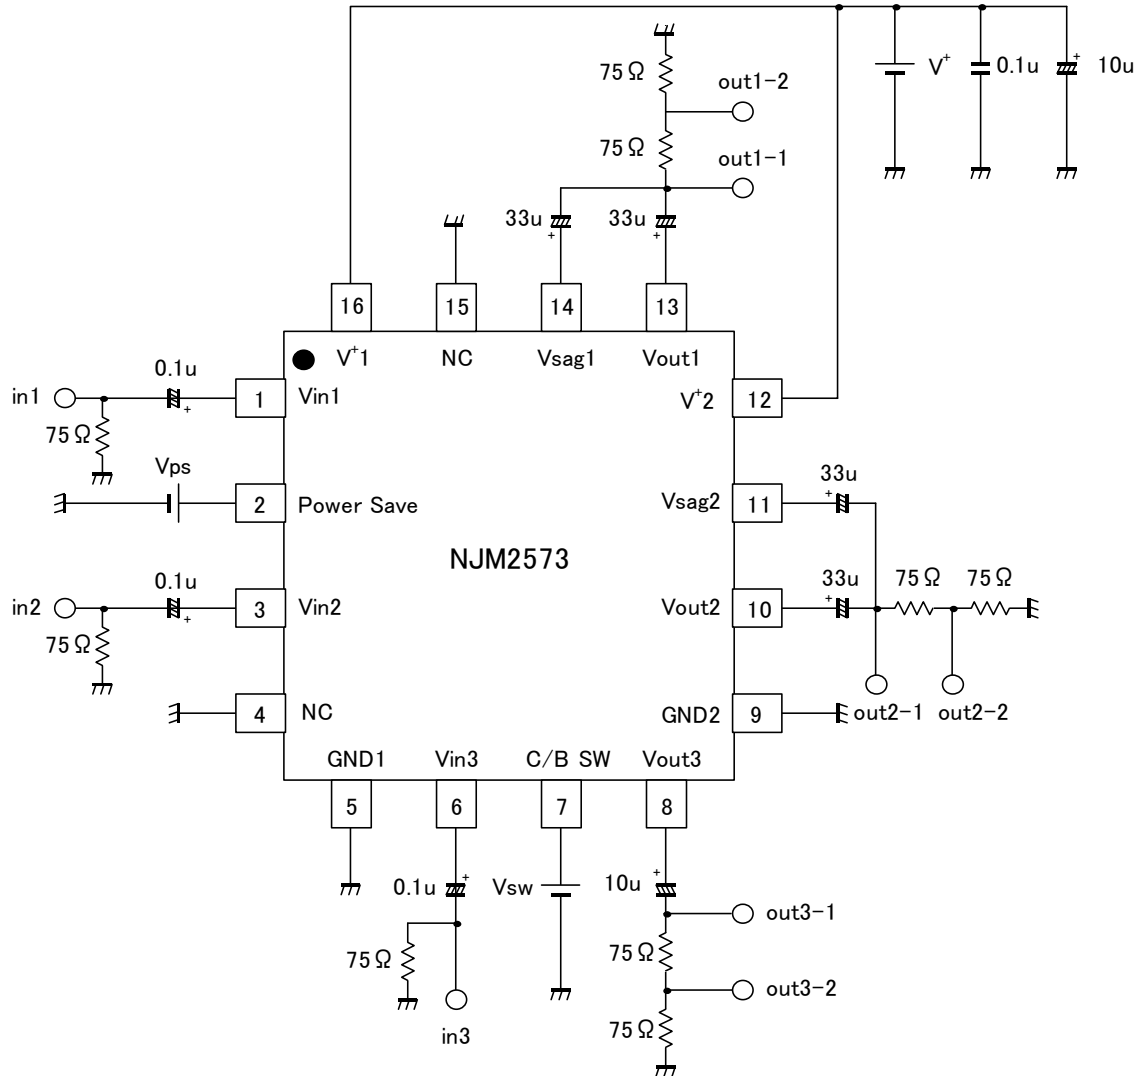 75Ω
out1-2
V⁺
0.1u
10u
+
75Ω
out1-1
33u
33u
+
+
16
15
14
13
V⁺1
NC
Vsag1
Vout1
in1
0.1u
+
1
Vin1
V⁺2
12
75Ω
Vps
2
Power Save
33u
+
Vsag2
11
NJM2573
in2
0.1u
+
3
Vin2
33u
+
75Ω
75Ω
Vout2
10
75Ω
4
NC
GND2
9
out2-1
out2-2
GND1
Vin3
C/B SW
Vout3
5
6
7
8
0.1u
+
Vsw
10u
+
out3-1
75Ω
75Ω
out3-2
in3
75Ω